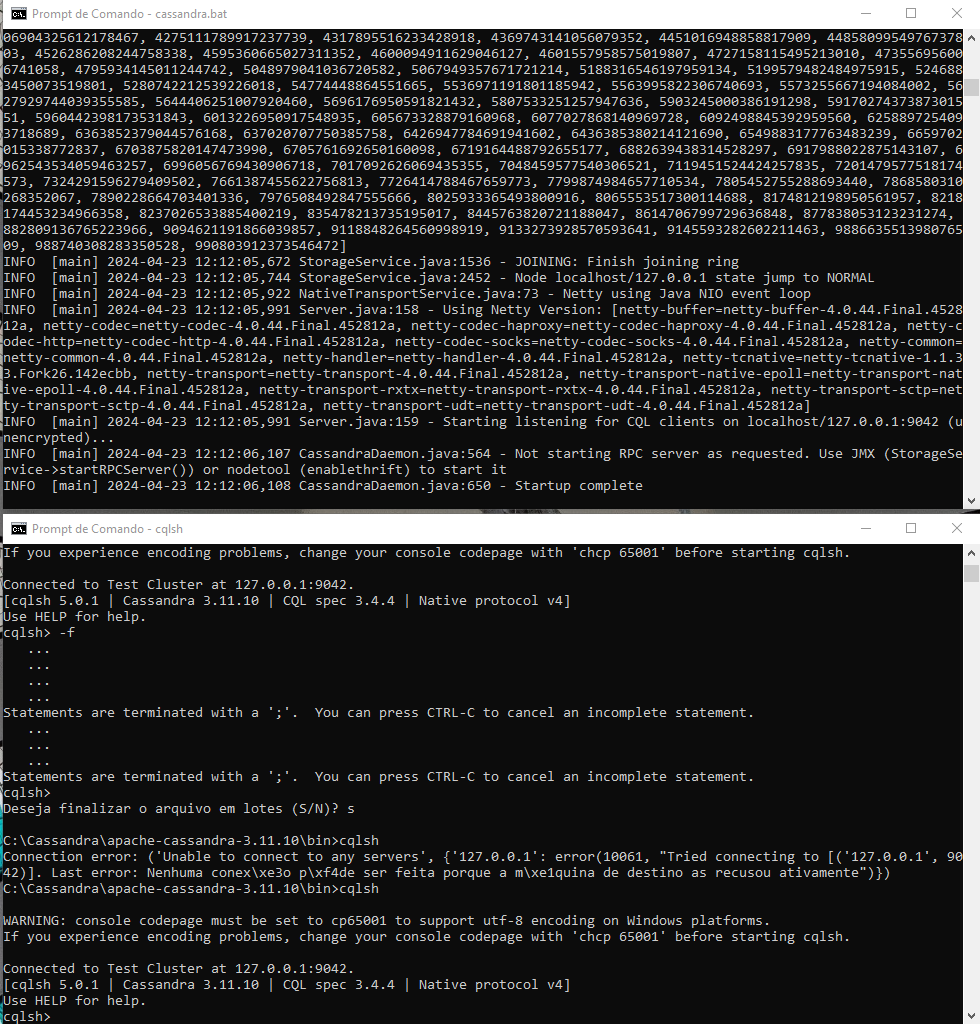 Prompt de Comando - cassandra.bat
06904325612178467, 4275111789917237739, 4317895516233428918, 4369743141056079352, 4451016948858817909, 44858099549767378
03, 4526286208244758338, 4595360665027311352, 4600094911629046127, 4601557958575019807, 4727158115495213010, 47355695600
6741058, 4795934145011244742, 5048979041036720582, 5067949357671721214, 5188316546197959134, 5199579482484975915, 524688
3450073519801, 5280742212539226018, 54774448864551665, 5536971191801185942, 5563995822306740693, 5573255667194084002, 56
27929744039355585, 5644406251007920460, 5696176950591821432, 5807533251257947636, 5903245000386191298, 59170274373873015
51, 5960442398173531843, 6013226950917548935, 605673328879160968, 6077027868140969728, 6092498845392959560, 625889725409
3718689, 6363852379044576168, 637020707750385758, 6426947784691941602, 6436385380214121690, 6549883177763483239, 6659702
015338772837, 6703875820147473990, 6705761692650160098, 6719164488792655177, 6882639438314528297, 6917988022875143107, 6
962543534059463257, 6996056769430906718, 7017092626069435355, 7048459577540306521, 7119451524424257835, 7201479577518174
573, 7324291596279409502, 7661387455622756813, 7726414788467659773, 7799874984657710534, 7805452755288693440, 7868580310
268352067, 7890228664703401336, 7976508492847555666, 8025933365493800916, 8065553517300114688, 8174812198950561957, 8218
174453234966358, 8237026533885400219, 835478213735195017, 8445763820721188047, 8614706799729636848, 877838053123231274,
882809136765223966, 9094621191866039857, 9118848264560998919, 9133273928570593641, 9145593282602211463, 9886635513980765
09, 988740308283350528, 990803912373546472]
INFO  [main] 2024-04-23 12:12:05,672 StorageService.java:1536 - JOINING: Finish joining ring
INFO  [main] 2024-04-23 12:12:05,744 StorageService.java:2452 - Node localhost/127.0.0.1 state jump to NORMAL
INFO  [main] 2024-04-23 12:12:05,922 NativeTransportService.java:73 - Netty using Java NIO event loop
INFO  [main] 2024-04-23 12:12:05,991 Server.java:158 - Using Netty Version: [netty-buffer=netty-buffer-4.0.44.Final.4528
12a, netty-codec=netty-codec-4.0.44.Final.452812a, netty-codec-haproxy=netty-codec-haproxy-4.0.44.Final.452812a, netty-c
odec-http=netty-codec-http-4.0.44.Final.452812a, netty-codec-socks=netty-codec-socks-4.0.44.Final.452812a, netty-common=
netty-common-4.0.44.Final.452812a, netty-handler=netty-handler-4.0.44.Final.452812a, netty-tcnative=netty-tcnative-1.1.3
3.Fork26.142ecbb, netty-transport=netty-transport-4.0.44.Final.452812a, netty-transport-native-epoll=netty-transport-nat
ive-epoll-4.0.44.Final.452812a, netty-transport-rxtx=netty-transport-rxtx-4.0.44.Final.452812a, netty-transport-sctp=net
ty-transport-sctp-4.0.44.Final.452812a, netty-transport-udt=netty-transport-udt-4.0.44.Final.452812a]
INFO  [main] 2024-04-23 12:12:05,991 Server.java:159 - Starting listening for CQL clients on localhost/127.0.0.1:9042 (u
nencrypted)...
INFO  [main] 2024-04-23 12:12:06,107 CassandraDaemon.java:564 - Not starting RPC server as requested. Use JMX (StorageSe
rvice->startRPCServer()) or nodetool (enablethrift) to start it
INFO  [main] 2024-04-23 12:12:06,108 CassandraDaemon.java:650 - Startup complete
Prompt de Comando - cqlsh
If you experience encoding problems, change your console codepage with 'chcp 65001' before starting cqlsh.
Connected to Test Cluster at 127.0.0.1:9042.
[cqlsh 5.0.1 | Cassandra 3.11.10 | CQL spec 3.4.4 | Native protocol v4]
Use HELP for help.
cqlsh> -f
...
...
...
...
Statements are terminated with a ';'.  You can press CTRL-C to cancel an incomplete statement.
...
...
...
Statements are terminated with a ';'.  You can press CTRL-C to cancel an incomplete statement.
cqlsh>
Deseja finalizar o arquivo em lotes (S/N)? s
C:\Cassandra\apache-cassandra-3.11.10\bin>cqlsh
Connection error: ('Unable to connect to any servers', {'127.0.0.1': error(10061, "Tried connecting to [('127.0.0.1', 90
42)]. Last error: Nenhuma conex\xe3o p\xf4de ser feita porque a m\xe1quina de destino as recusou ativamente")})
C:\Cassandra\apache-cassandra-3.11.10\bin>cqlsh
WARNING: console codepage must be set to cp65001 to support utf-8 encoding on Windows platforms.
If you experience encoding problems, change your console codepage with 'chcp 65001' before starting cqlsh.
Connected to Test Cluster at 127.0.0.1:9042.
[cqlsh 5.0.1 | Cassandra 3.11.10 | CQL spec 3.4.4 | Native protocol v4]
Use HELP for help.
cqlsh>